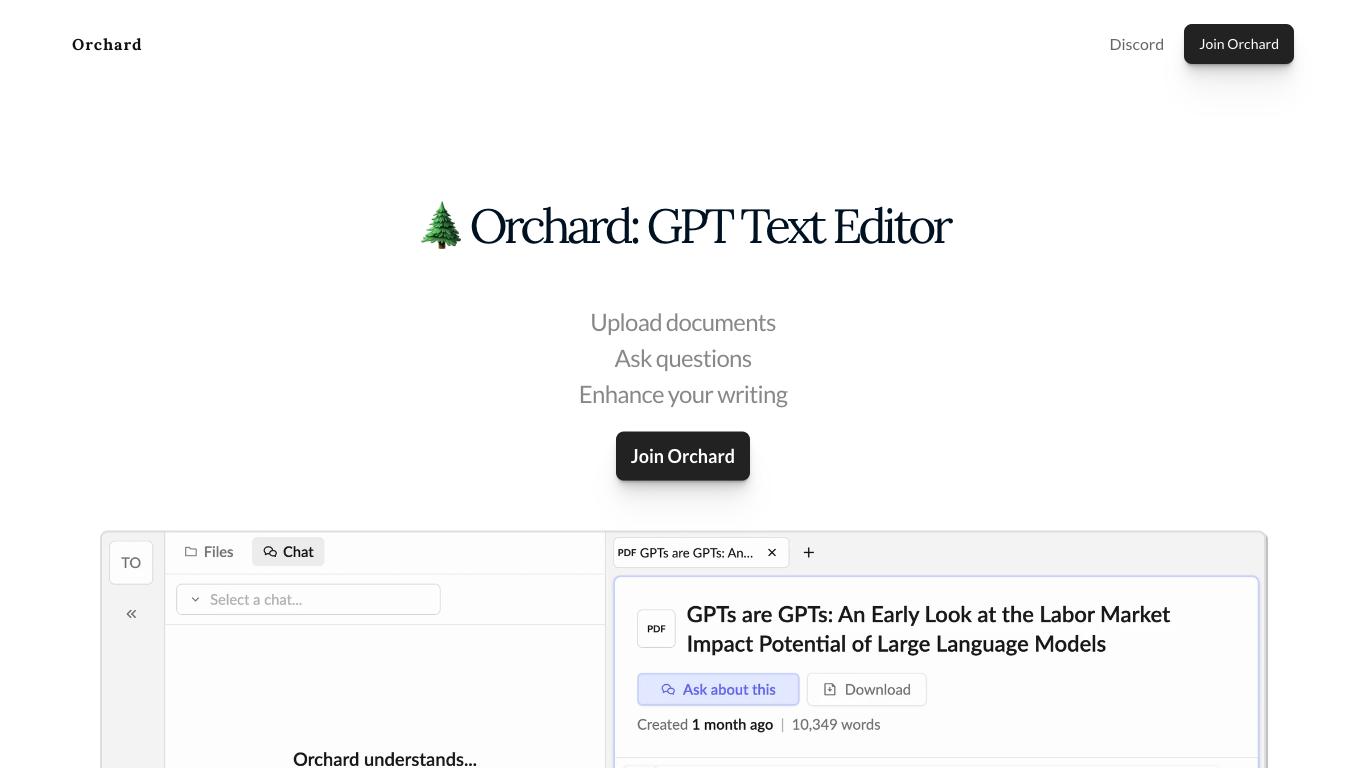 Orchard
Discord
Join Orchard
Orchard: GPT Text Editor
Upload documents
Ask questions
Enhance your writing
Join Orchard
TO
Files
Chat
Select a chat...
Orchard understands...
PDF GPTs are GPTs: An...
PDF
GPTs are GPTs: An Early Look at the Labor Market
Impact Potential of Large Language Models
Ask about this
Download
Created 1 month ago | 10,349 words